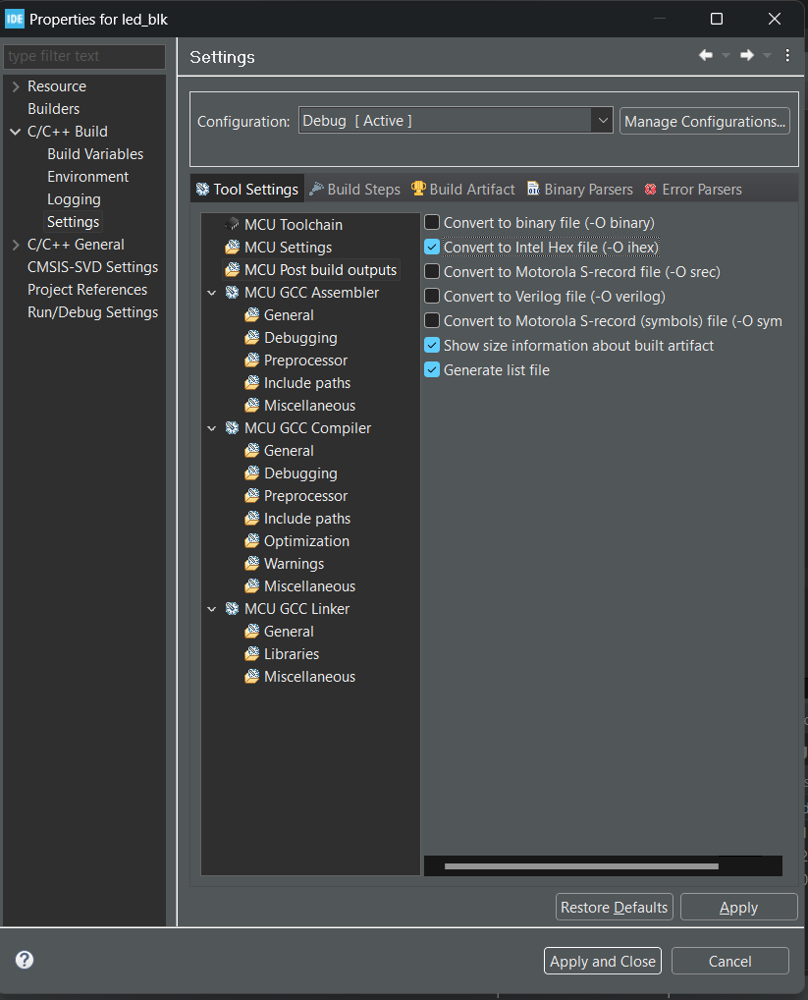 IDE Properties for led_blk
type filter text
Resource
Builders
C/C++ Build
Build Variables
Environment
Logging
Settings
C/C++ General
CMSIS-SVD Settings
Project References
Run/Debug Settings
Settings
Configuration: Debug [ Active ] Manage Configurations...
Tool Settings Build Steps Build Artifact Binary Parsers Error Parsers
MCU Toolchain
MCU Settings
MCU Post build outputs
MCU GCC Assembler
General
Debugging
Preprocessor
Include paths
Miscellaneous
MCU GCC Compiler
General
Debugging
Preprocessor
Include paths
Optimization
Warnings
Miscellaneous
MCU GCC Linker
General
Libraries
Miscellaneous
Convert to binary file (-O binary)
Convert to Intel Hex file (-O ihex)
Convert to Motorola S-record file (-O srec)
Convert to Verilog file (-O verilog)
Convert to Motorola S-record (symbols) file (-O sym
Show size information about built artifact
Generate list file
Restore Defaults Apply
? Apply and Close Cancel